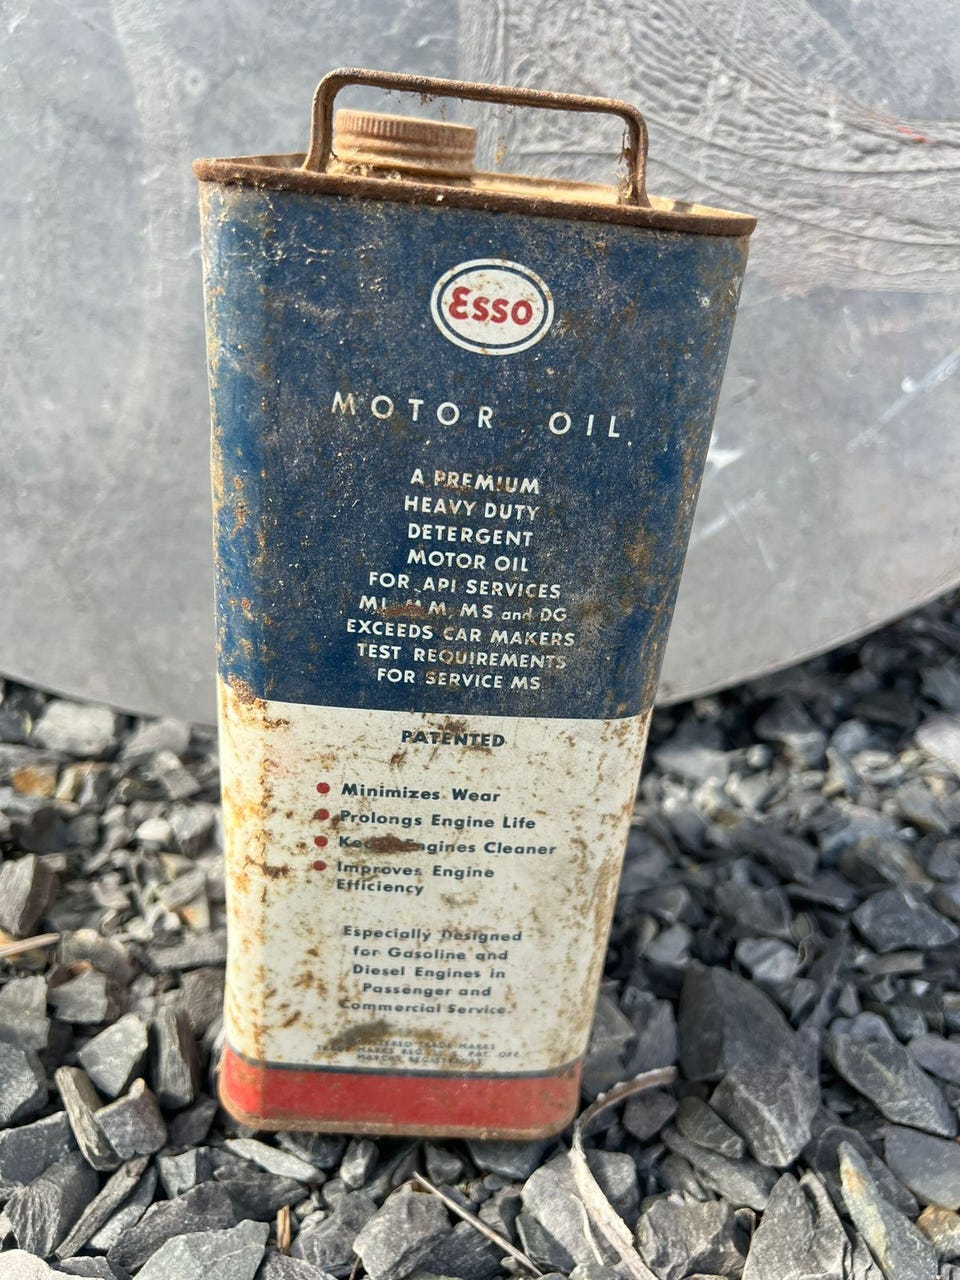 Esso
MOTOR OIL
A PREMIUM
HEAVY DUTY
DETERGENT
MOTOR OIL
FOR API SERVICES
MS and DG
EXCEEDS CAR MAKERS
TEST REQUIREMENTS
FOR SERVICE MS
PATENTED
Minimizes Wear
Prolongs Engine Life
Engines Cleaner
Improves Engine
Efficiency
Especially Designed
for Gasoline and
Diesel Engines in
Passenger and
Commercial Service.
TRADE MARKS